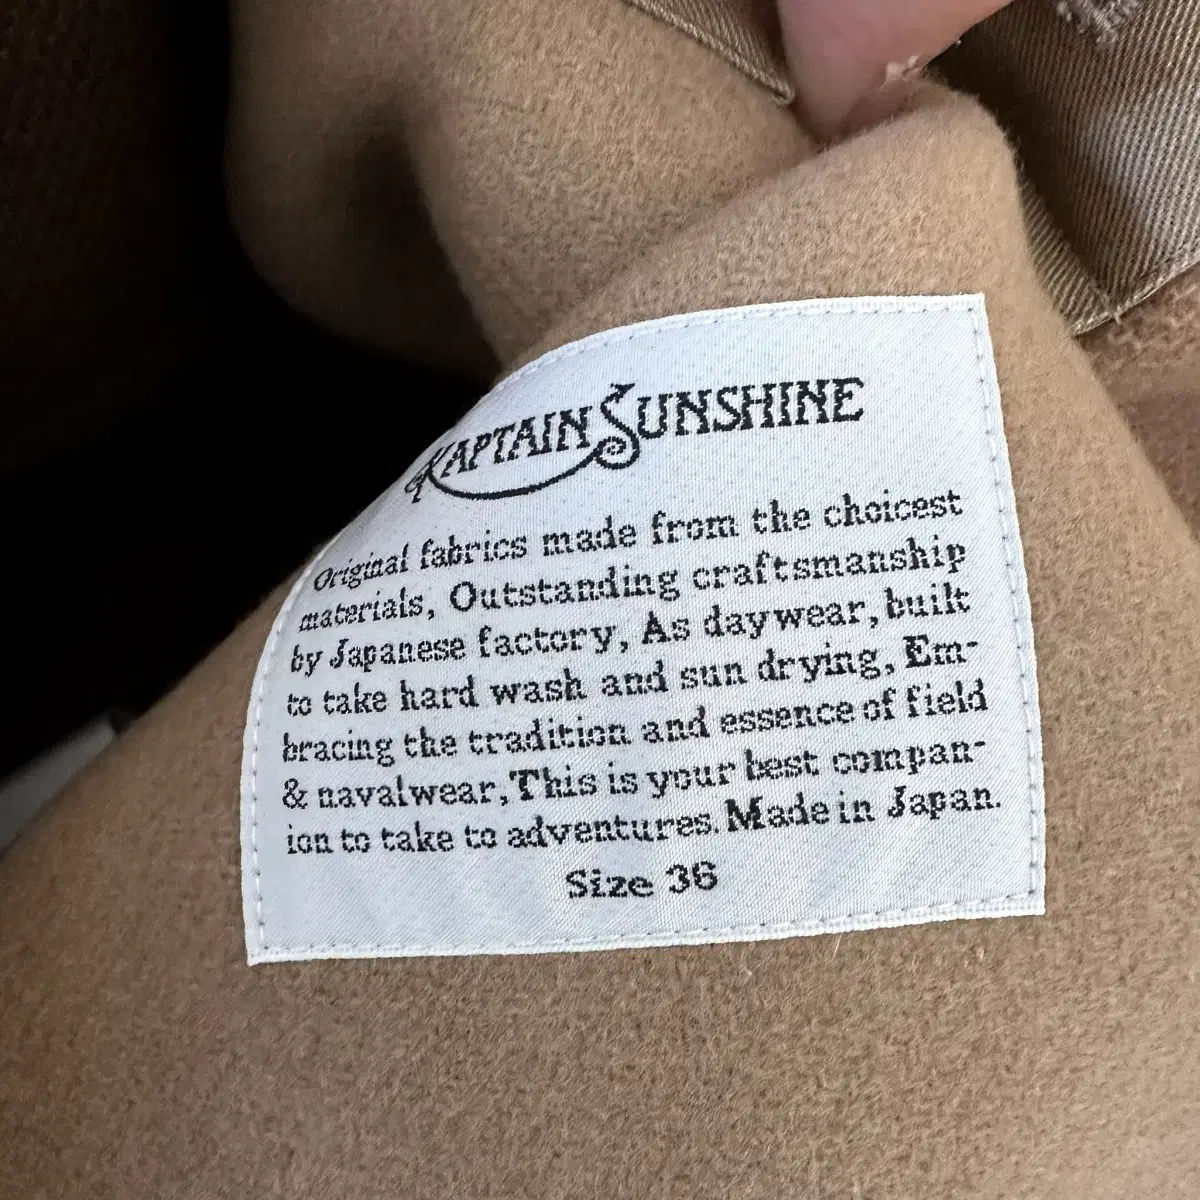 KAPTAIN SUNSHINE
Original fabrics made from the choicest
materials, Outstanding craftsmanship
by Japanese factory, As daywear, built
to take hard wash and sun drying, Em-
bracing the tradition and essence of field
& navalwear, This is your best compan-
ion to take to adventures. Made in Japan.
Size 36